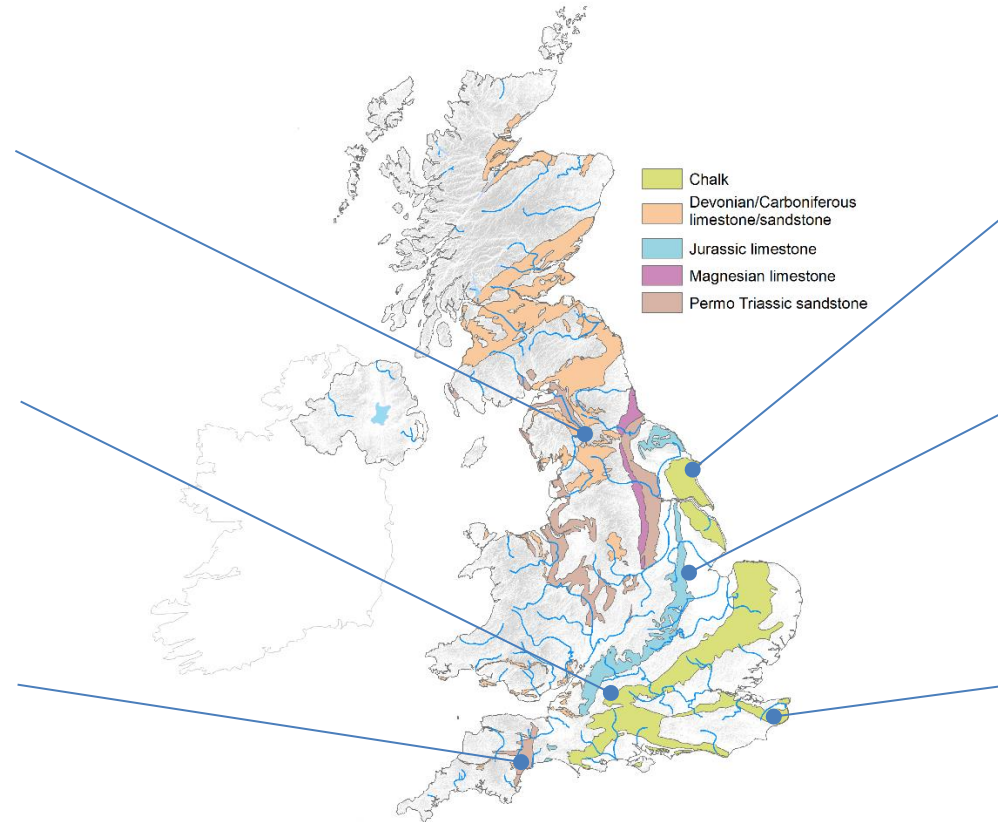 Chalk
Devonian/Carboniferous
limestone/sandstone
Jurassic limestone
Magnesian limestone
Permo Triassic sandstone